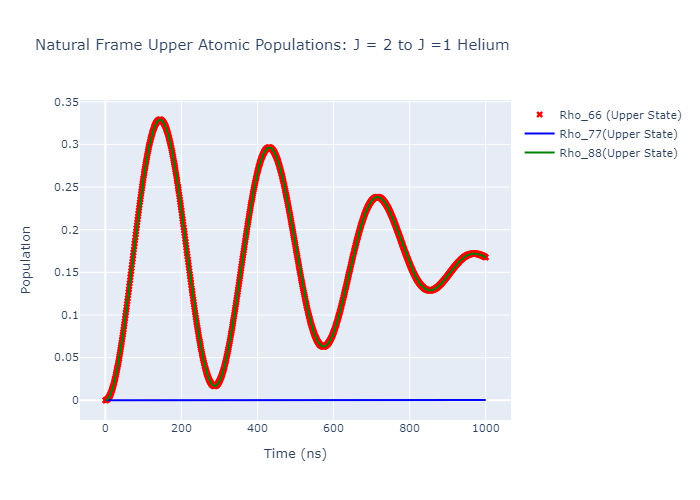 Natural Frame Upper Atomic Populations: J = 2 to J =1 Helium
0.35
0.3
0.25
0.2
0.15
0.1
0.05
0
Population
0
200
400
600
800
1000
Time (ns)
Rho_66 (Upper State)
Rho_77(Upper State)
Rho_88(Upper State)